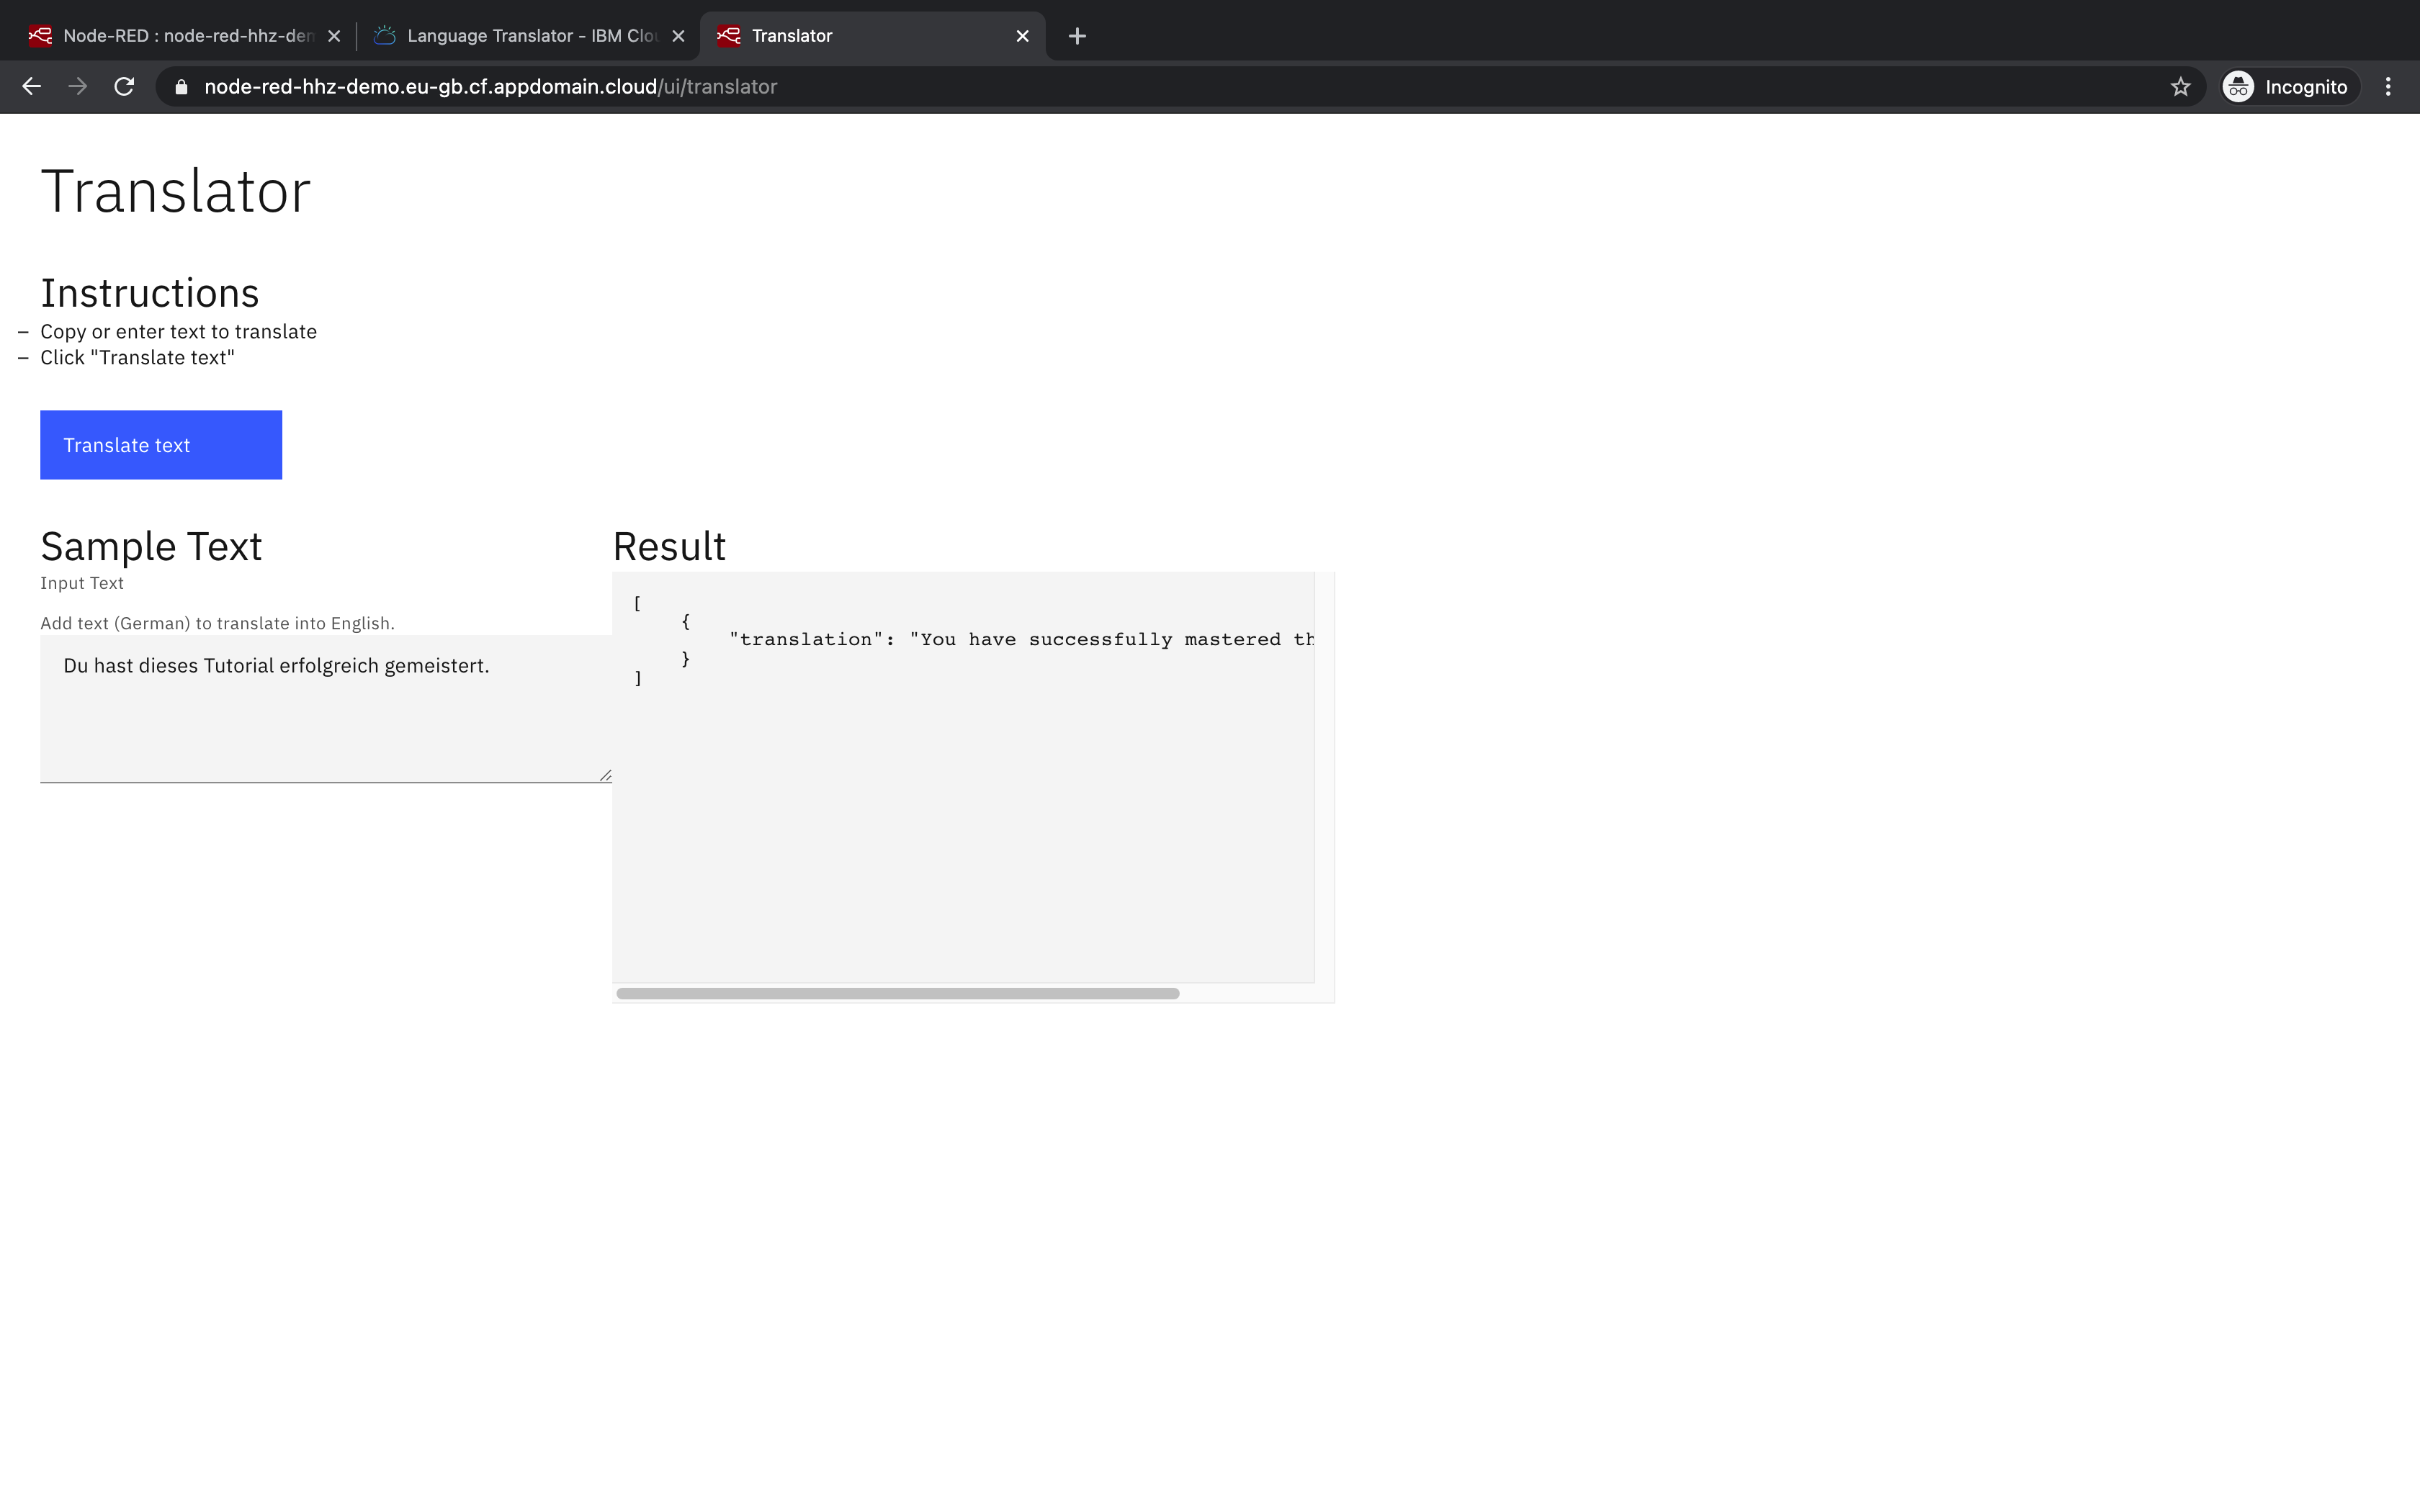 Node-RED : node-red-hhz-den
Language Translator - IBM Clou
Translator
node-red-hhz-demo.eu-gb.cf.appdomain.cloud/ui/translator
Incognito
Translator
Instructions
– Copy or enter text to translate
– Click "Translate text"
Translate text
Sample Text
Input Text
Add text (German) to translate into English.
Du hast dieses Tutorial erfolgreich gemeistert.
Result
[
{
"translation": "You have successfully mastered th
}
]